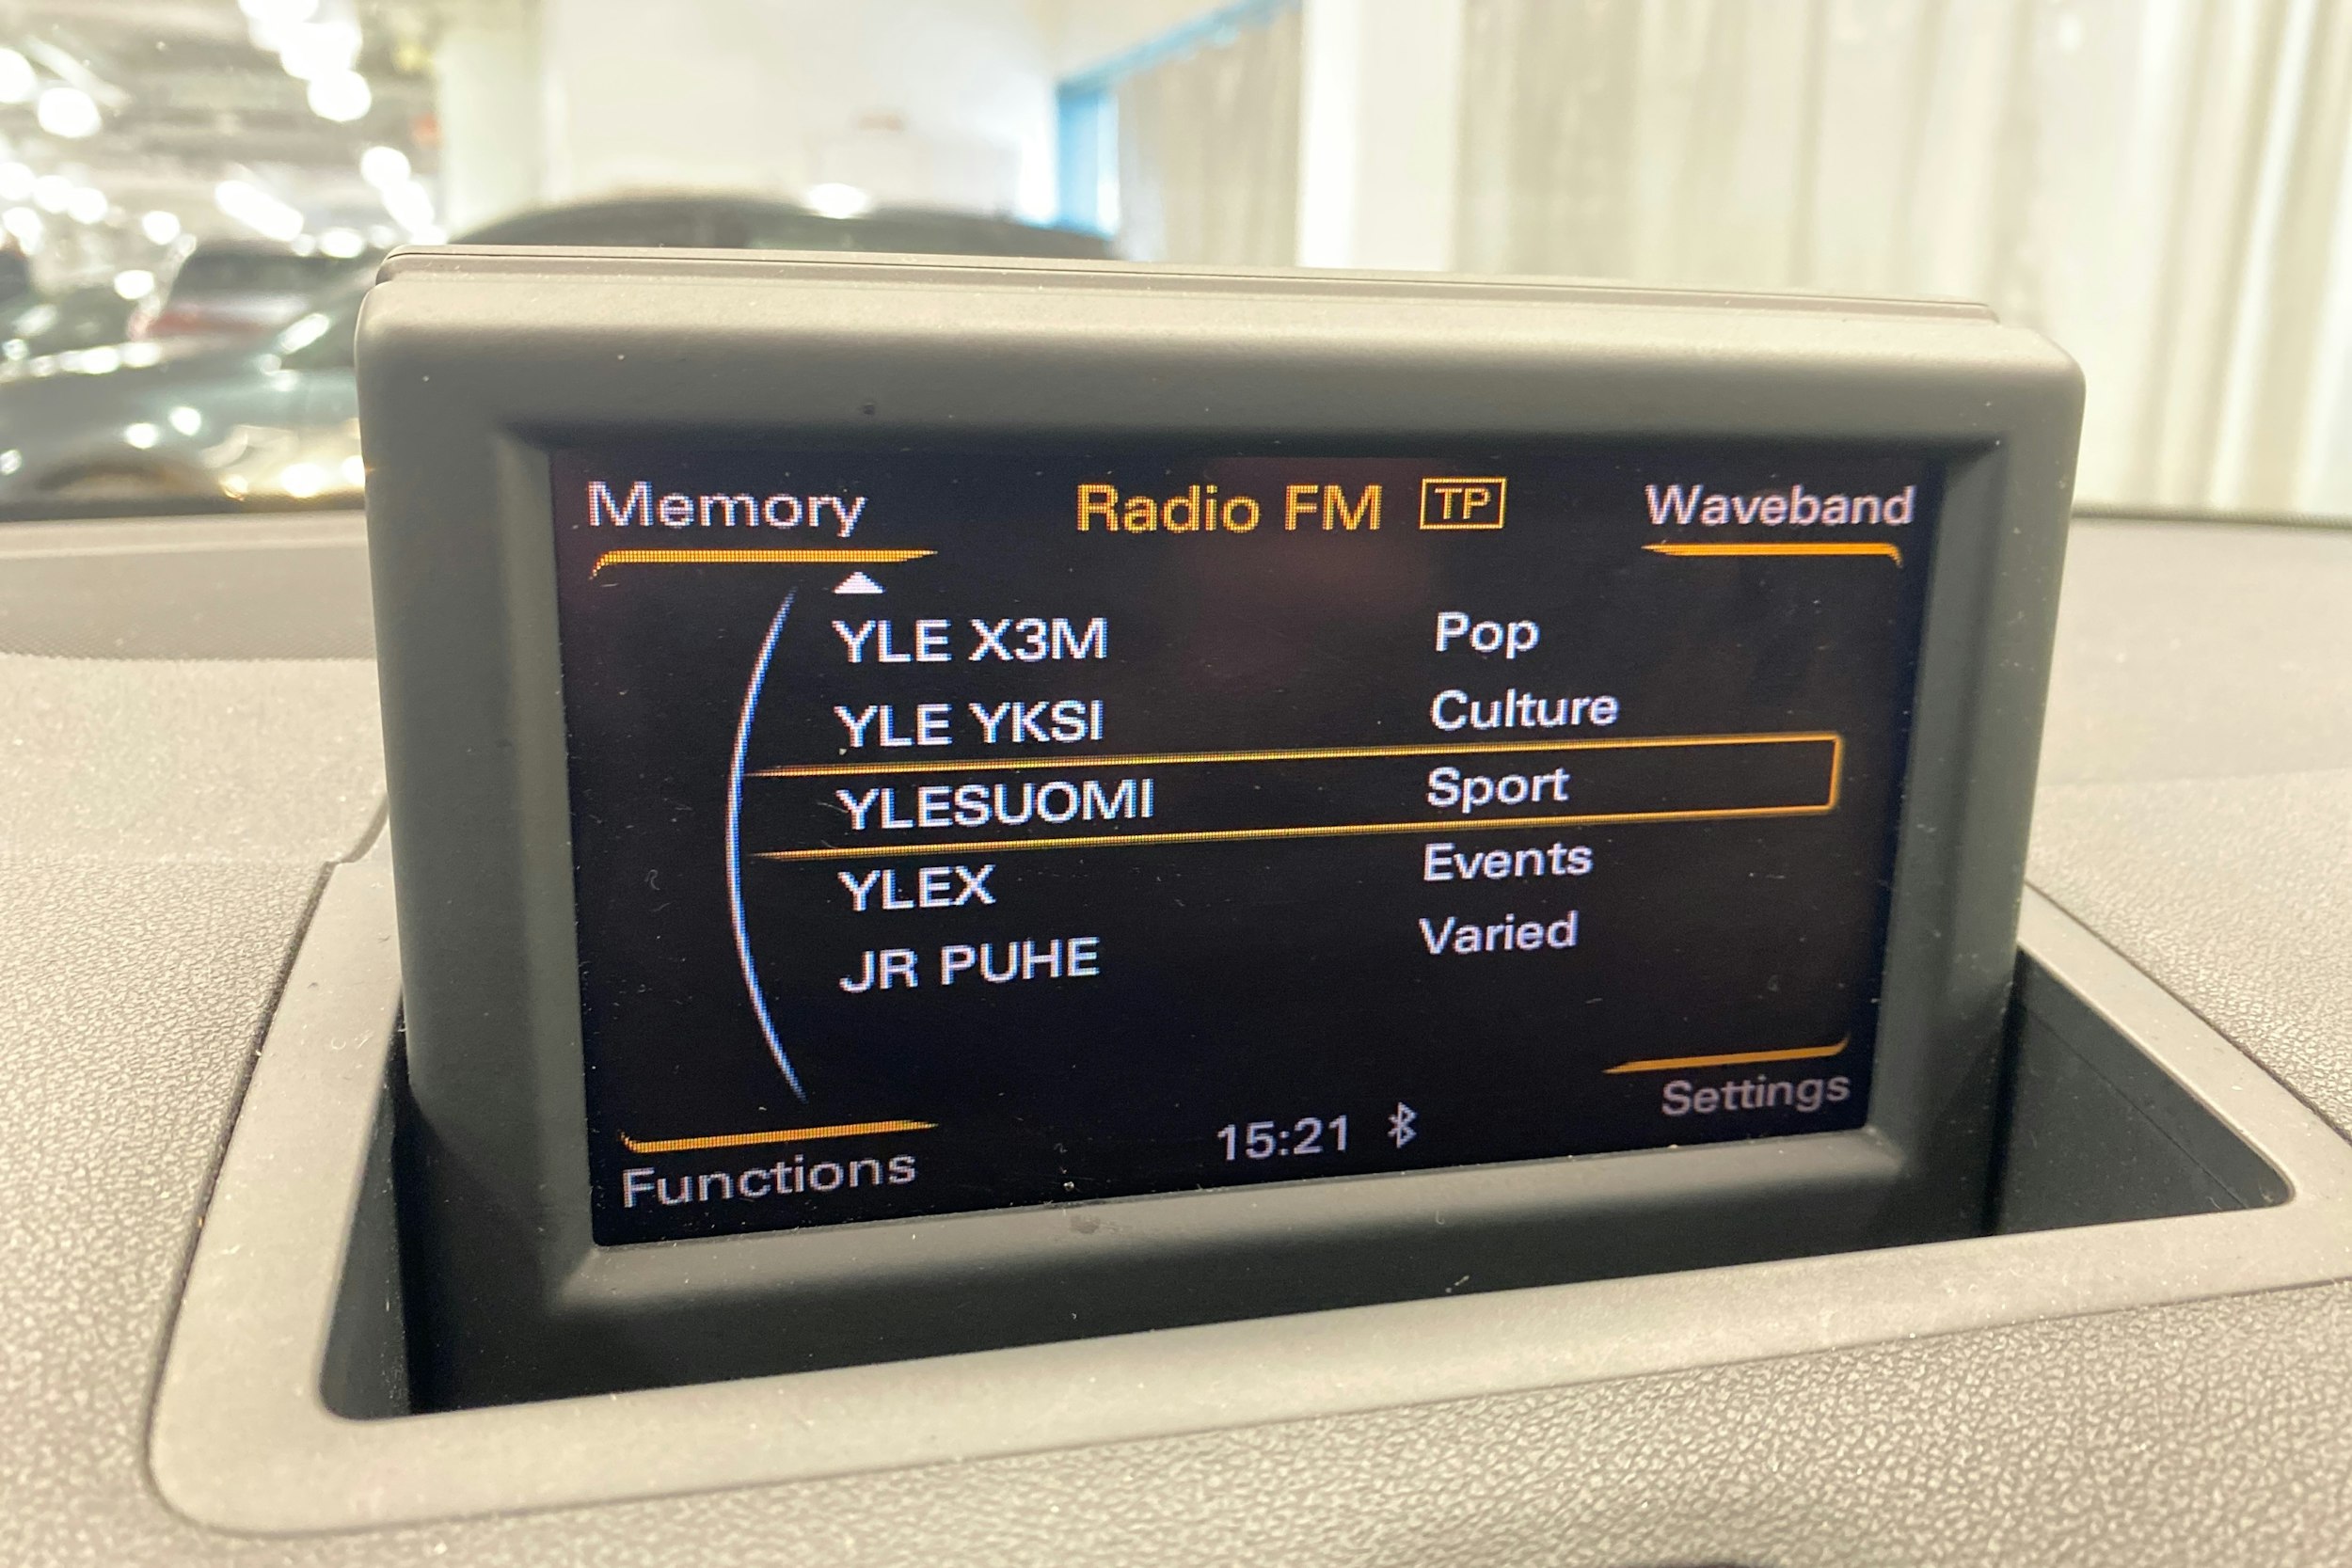 Memory Radio FM TP Waveband
YLE X3M Pop
YLE YKSI Culture
YLESUOMI Sport
YLEX Events
JR PUHE Varied
Functions 15:21 Settings